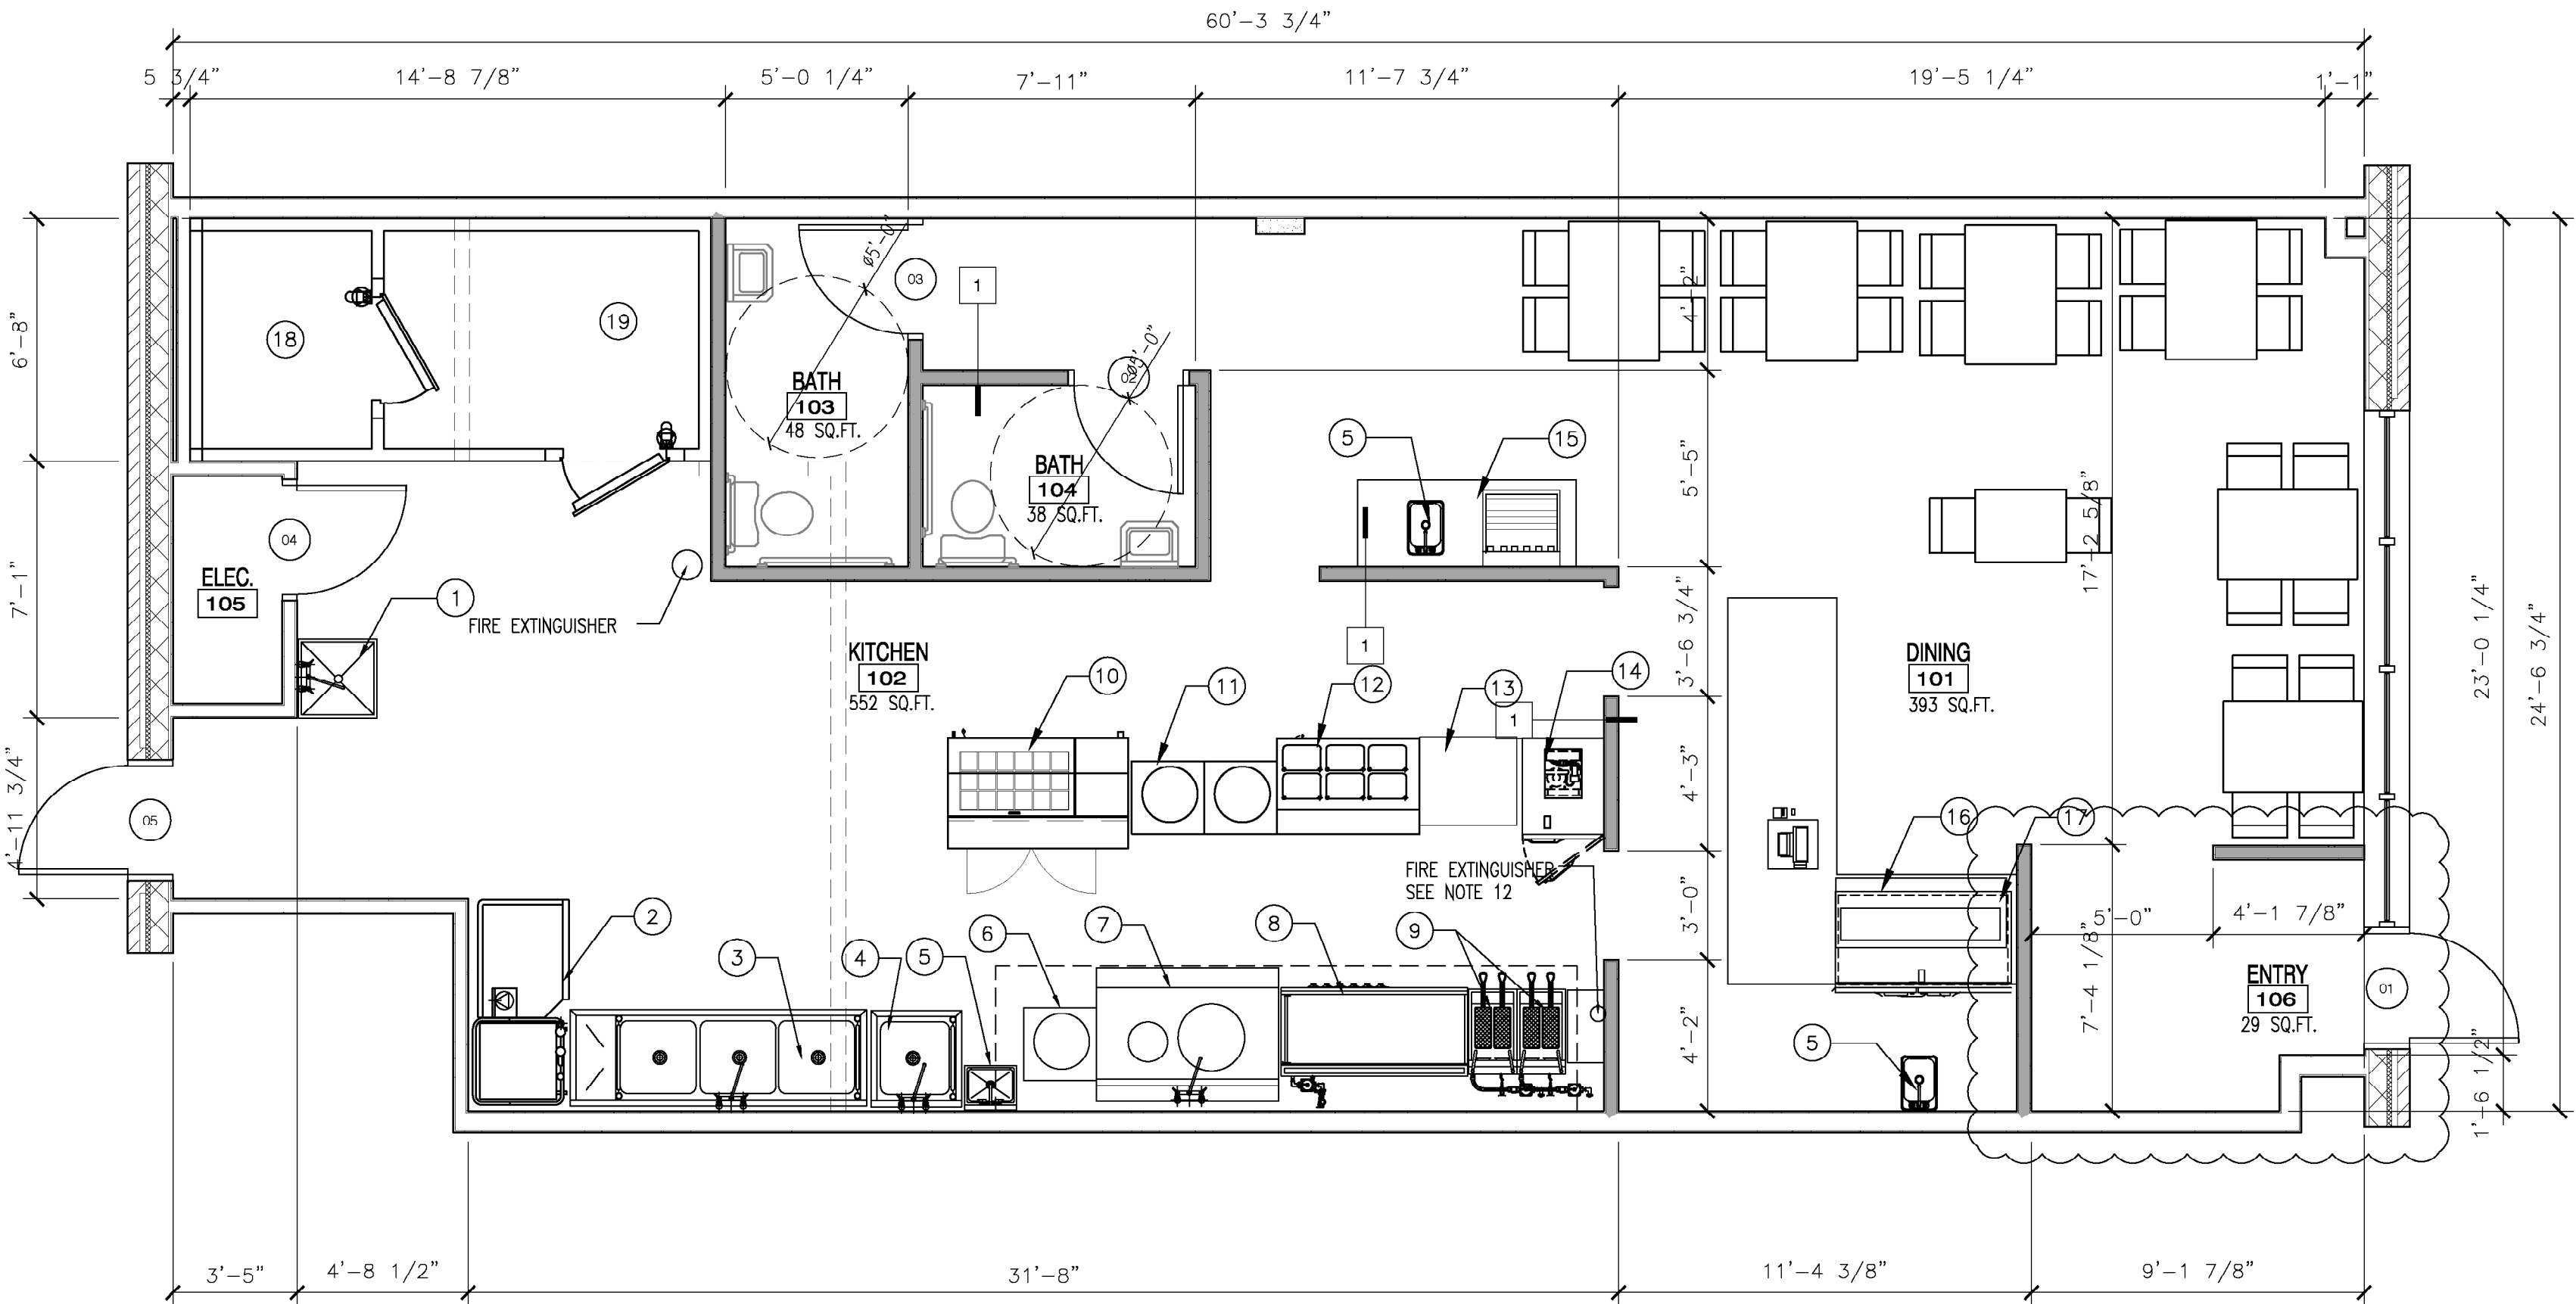 60'-3 3/4"
5 3/4" 14'-8 7/8" 5'-0 1/4" 7'-11" 11'-7 3/4" 19'-5 1/4" 1'-1"
ø5'-0"
03
1
4'-2"
18
19
6'-8"
ø5'-0"
02
BATH
103
48 SQ.FT.
5
15
BATH
104
38 SQ.FT.
5'-5"
17'-2 5/8"
04
ELEC.
105
7'-1"
1
FIRE EXTINGUISHER
1
3'-6 3/4"
23'-0 1/4"
24'-6 3/4"
KITCHEN
102
552 SQ.FT.
10
11
12
13
14
1
DINING
101
393 SQ.FT.
4'-11 3/4"
05
4'-3"
16
17
FIRE EXTINGUISHER
SEE NOTE 12
2
3
4
5
6
7
8
9
3'-0"
5'-0"
4'-1 7/8"
7'-4 1/8"
ENTRY
106
29 SQ.FT.
01
4'-2"
5
1'-6 1/2"
3'-5" 4'-8 1/2" 31'-8" 11'-4 3/8" 9'-1 7/8"